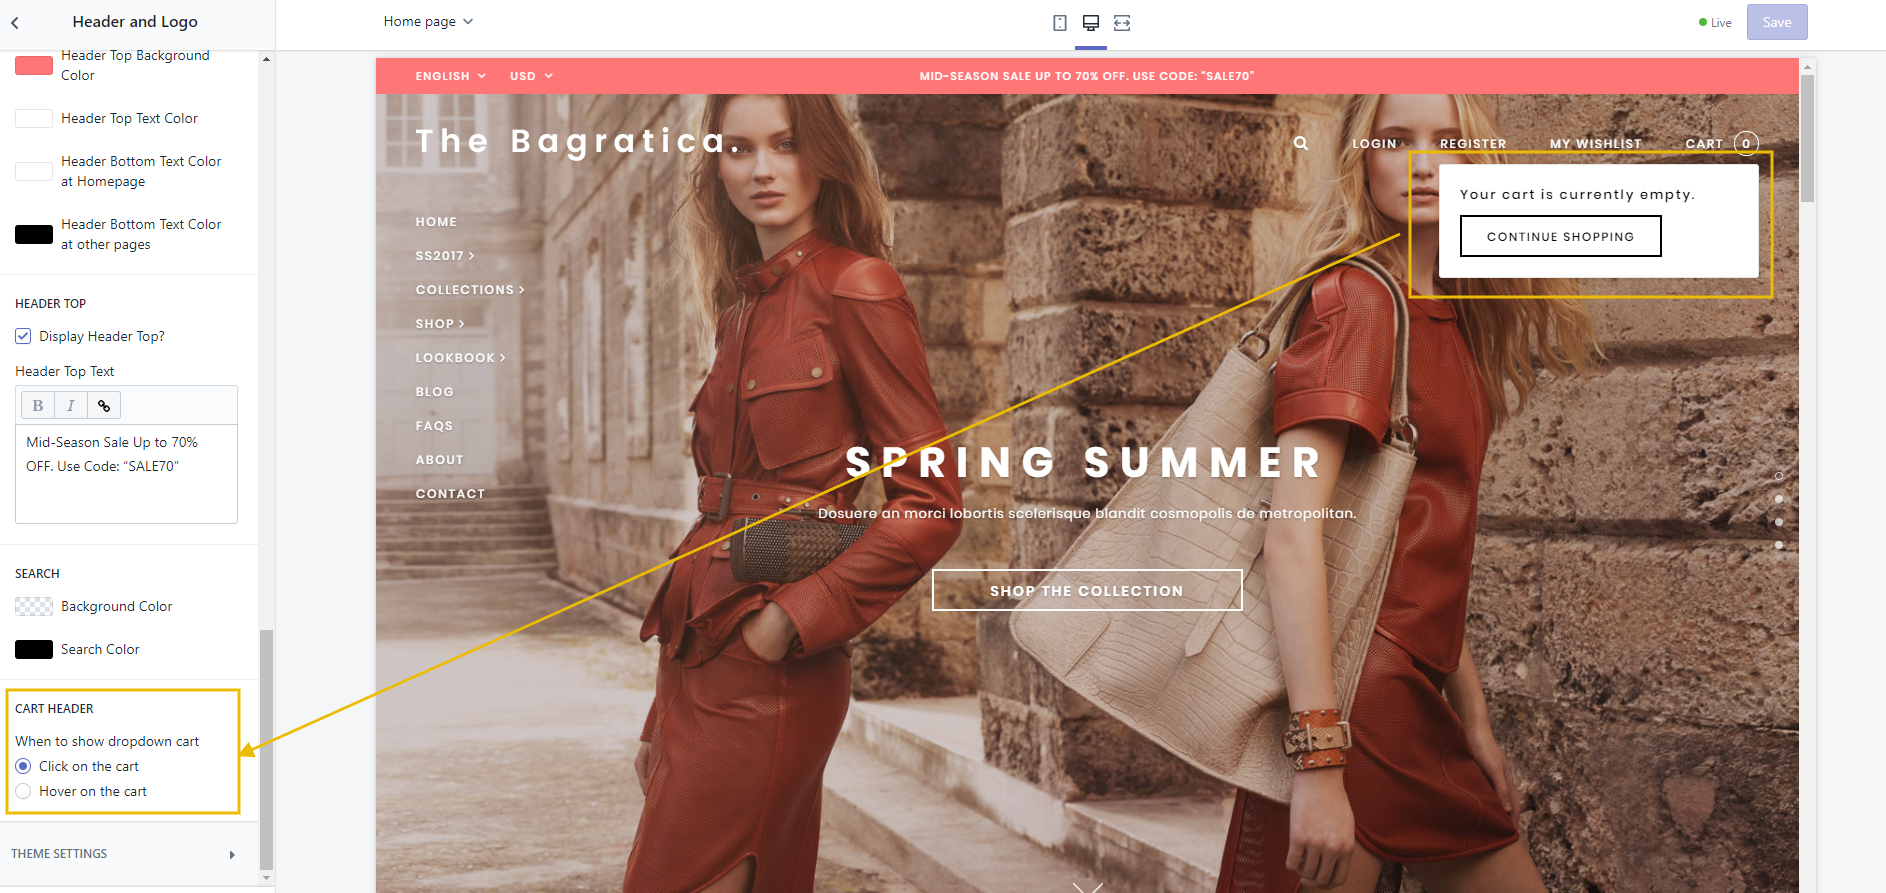 Header and Logo
Header Top Background
Color
Header Top Text Color
Header Bottom Text Color
at Homepage
Header Bottom Text Color
at other pages
HEADER TOP
Display Header Top?
Header Top Text
B I
Mid-Season Sale Up to 70%
OFF. Use Code: “SALE70”
SEARCH
Background Color
Search Color
CART HEADER
When to show dropdown cart
Click on the cart
Hover on the cart
THEME SETTINGS
Home page
Live
Save
ENGLISH USD
MID-SEASON SALE UP TO 70% OFF. USE CODE: “SALE70”
The Bagratica.
LOGIN REGISTER MY WISHLIST CART 0
Your cart is currently empty.
CONTINUE SHOPPING
HOME
SS2017
COLLECTIONS
SHOP
LOOKBOOK
BLOG
FAQS
ABOUT
CONTACT
SPRING SUMMER
Dosuere an morci lobortis scelerisque blandit cosmopolis de metropolitan.
SHOP THE COLLECTION